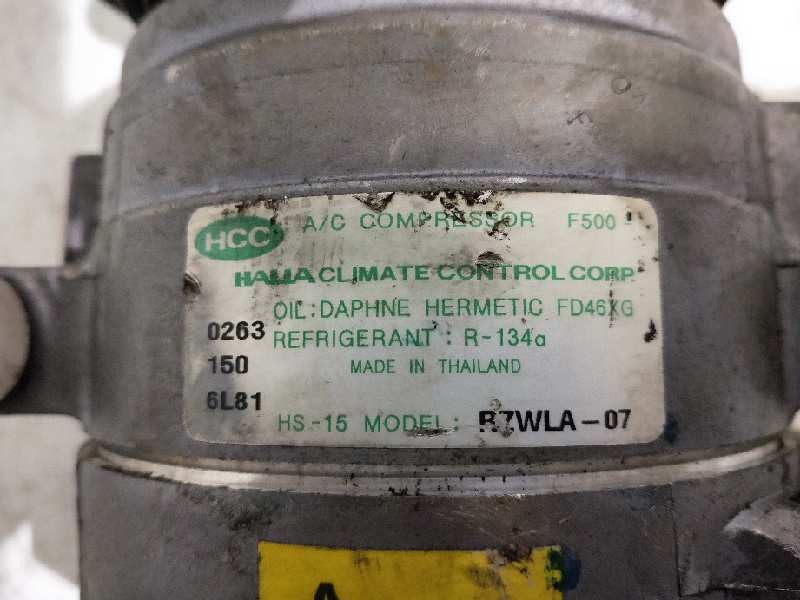 HCC
A/C COMPRESSOR F500-
HALLA CLIMATE CONTROL CORP.
OIL: DAPHNE HERMETIC FD46XG
0263
REFRIGERANT: R-134a
150
MADE IN THAILAND
6L81
HS-15 MODEL: R7WLA-07
A